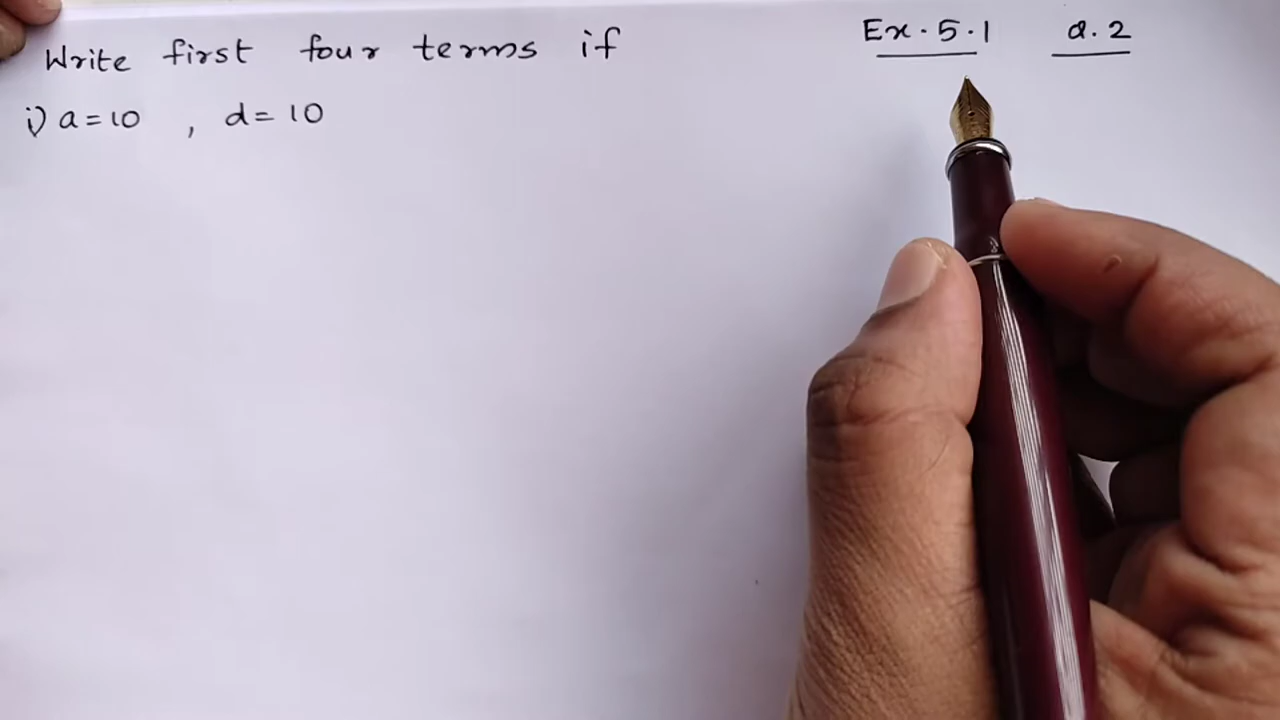 Write first four terms if
Ex. 5.1 Q.2
i) a = 10 , d = 10